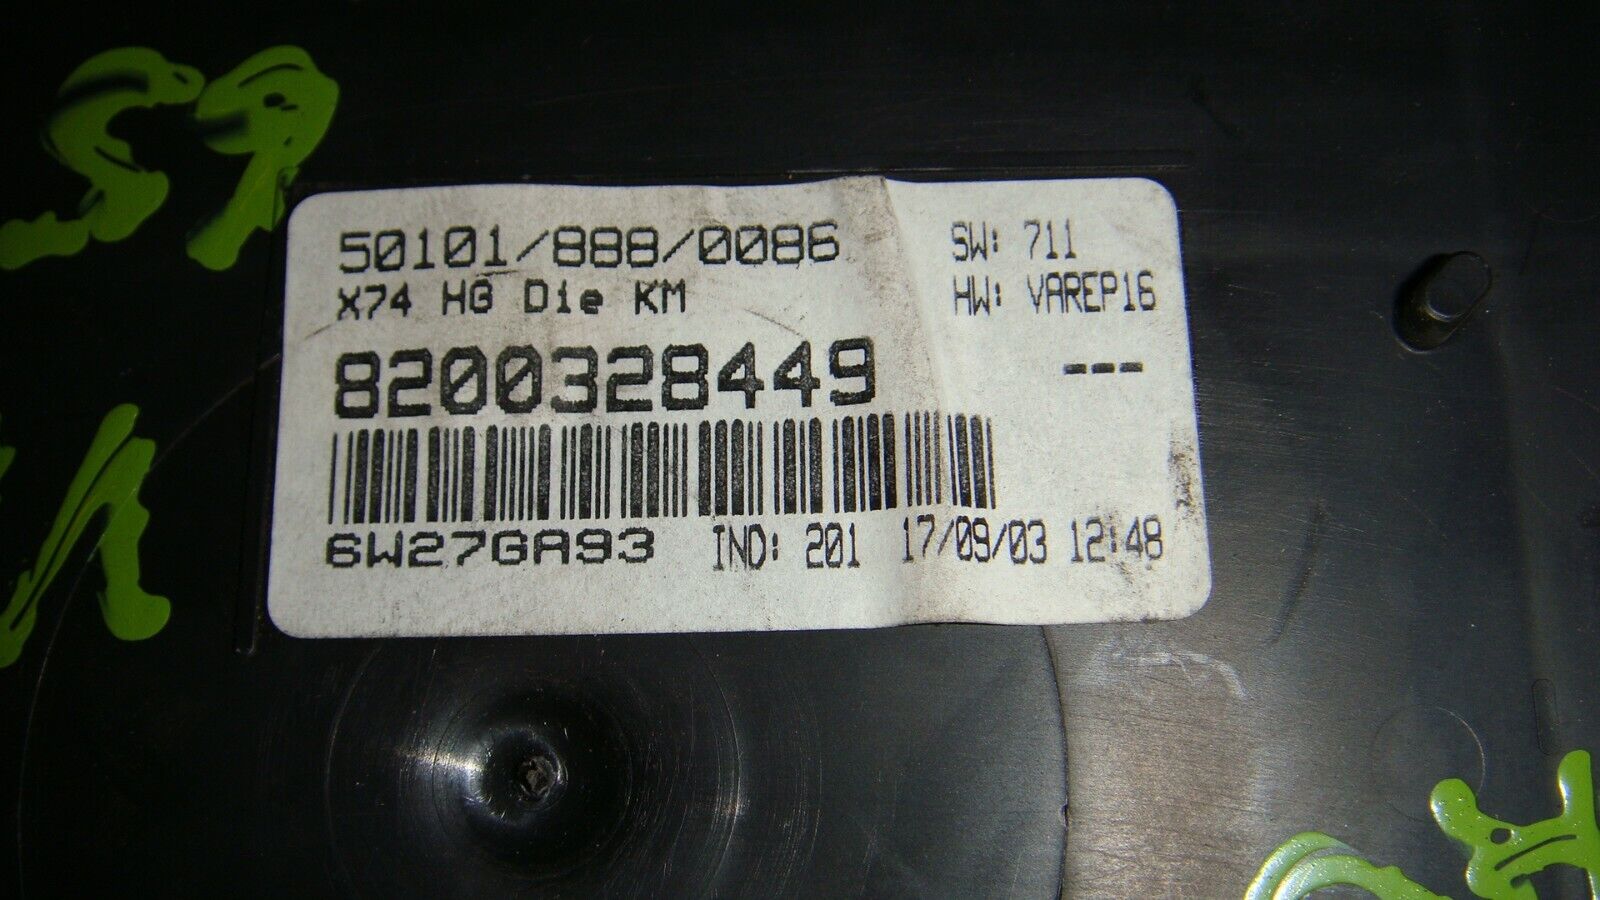 50101/888/0086 SW: 711
X74 HG Die KM HW: VAREP16
8200328449 ---
6W27GA93 IND: 201 17/09/03 12:48